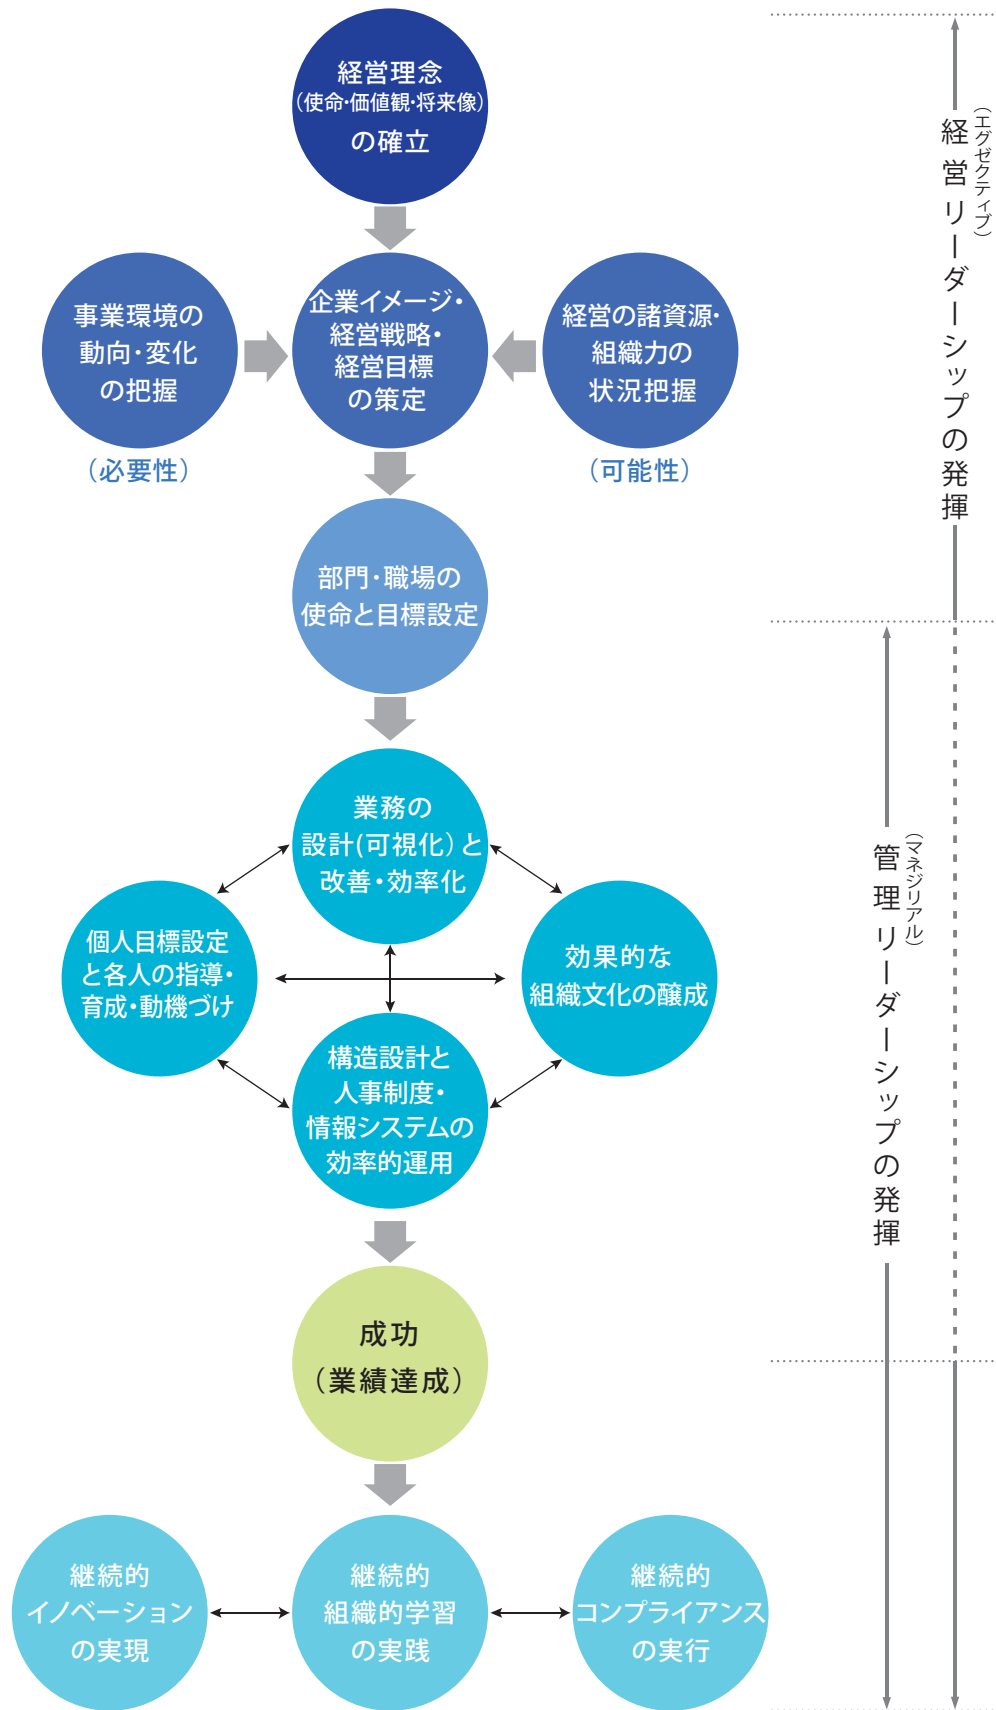 経営理念
（使命・価値観・将来像）
の確立
事業環境の
動向・変化
の把握
（必要性）
企業イメージ・
経営戦略・
経営目標
の策定
経営の諸資源・
組織力の
状況把握
（可能性）
部門・職場の
使命と目標設定
業務の
設計(可視化）と
改善・効率化
個人目標設定
と各人の指導・
育成・動機づけ
効果的な
組織文化の醸成
構造設計と
人事制度・
情報システムの
効率的運用
成功
（業績達成）
継続的
イノベーション
の実現
継続的
組織的学習
の実践
継続的
コンプライアンス
の実行
（エグゼクティブ）
経営リーダーシップの発揮
（マネジリアル）
管理リーダーシップの発揮